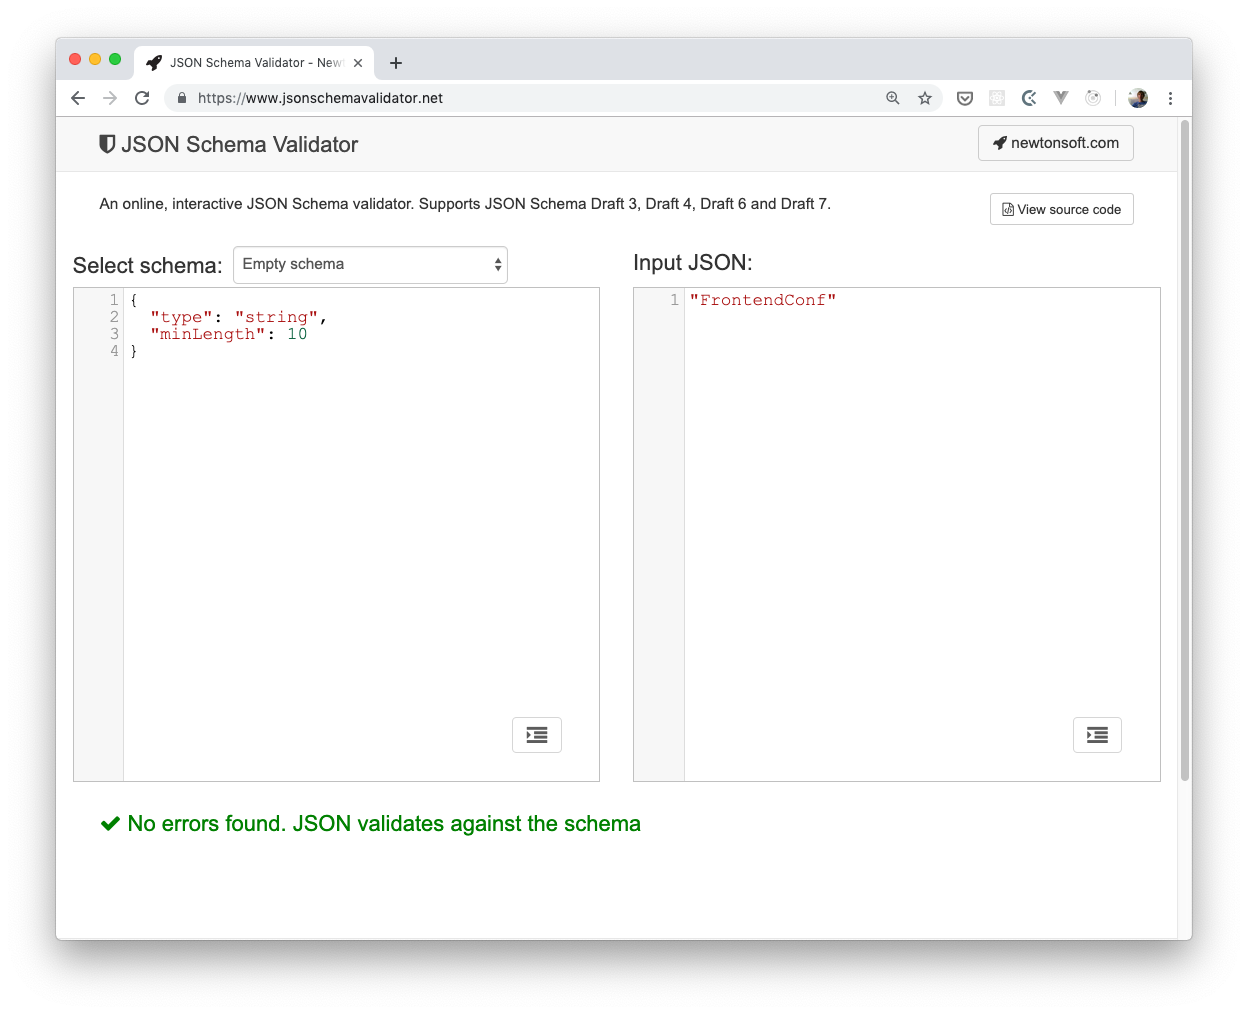 JSON Schema Validator - Newt
https://www.jsonschemavalidator.net
JSON Schema Validator
newtonsoft.com
An online, interactive JSON Schema validator. Supports JSON Schema Draft 3, Draft 4, Draft 6 and Draft 7.
View source code
Select schema:
Empty schema
1 {
2 "type": "string",
3 "minLength": 10
4 }
Input JSON:
1 "FrontendConf"
No errors found. JSON validates against the schema